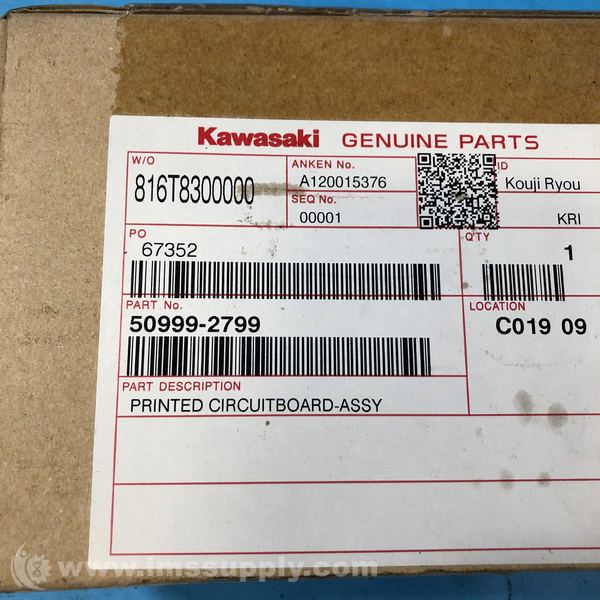 Kawasaki GENUINE PARTS
W/O
816T8300000
ANKEN No.
A120015376
SEQ No.
00001
ID
Kouji Ryou
KRI
PO
67352
Q'TY
1
PART No.
50999-2799
LOCATION
C019 09
PART DESCRIPTION
PRINTED CIRCUITBOARD-ASSY
www.imssupply.com